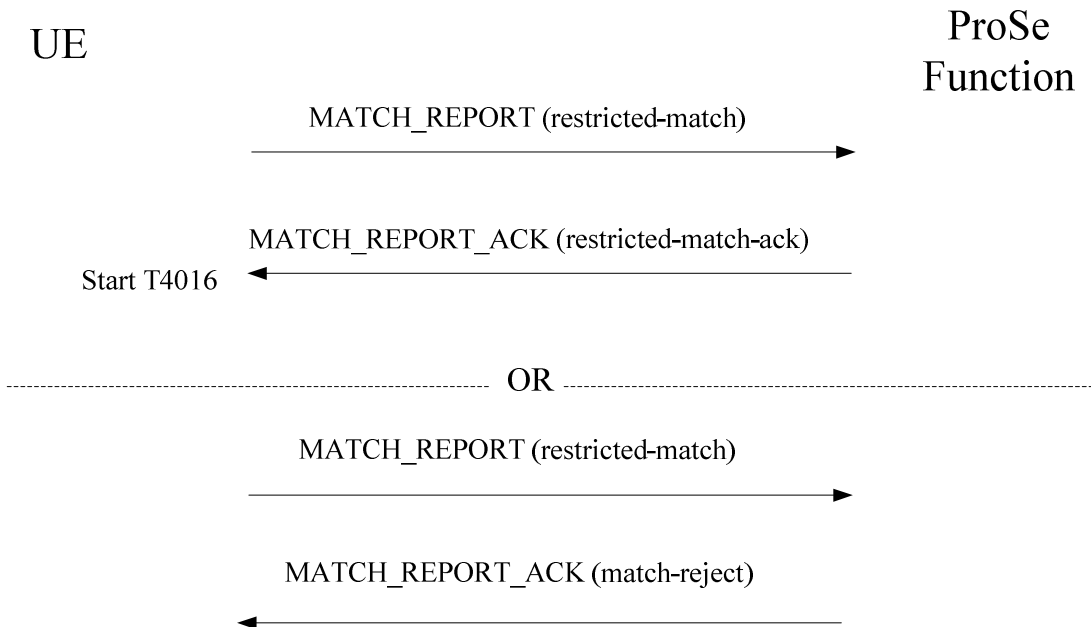 UE
ProSe
Function
MATCH_REPORT (restricted-match)
MATCH_REPORT_ACK (restricted-match-ack)
Start T4016
OR
MATCH_REPORT (restricted-match)
MATCH_REPORT_ACK (match-reject)